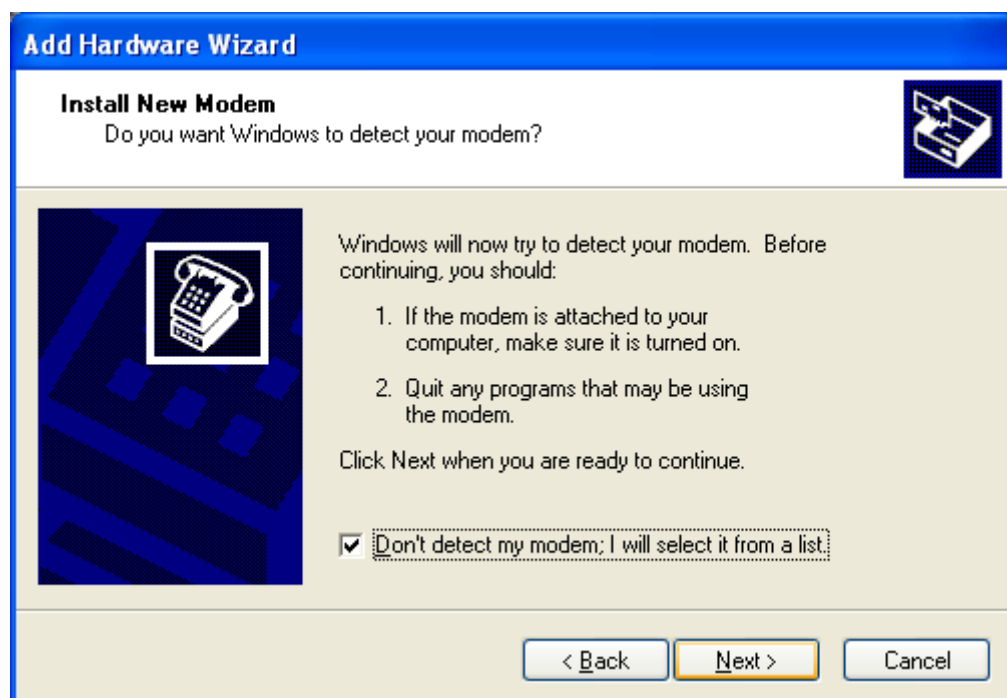 Add Hardware Wizard
Install New Modem
Do you want Windows to detect your modem?
Windows will now try to detect your modem. Before
continuing, you should:
1. If the modem is attached to your
computer, make sure it is turned on.
2. Quit any programs that may be using
the modem.
Click Next when you are ready to continue.
Don't detect my modem; I will select it from a list.
< Back
Next >
Cancel